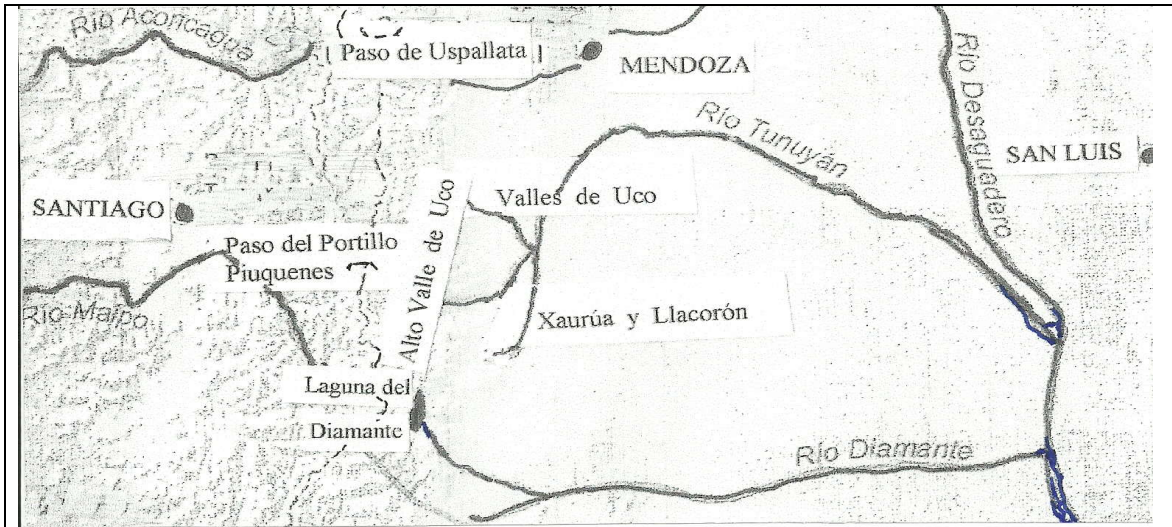 Río Aconcagua
Paso de Uspallata
MENDOZA
Río Desaguadero
Río Tunuyán
SAN LUIS
SANTIAGO
Alto Valle de Uco
Valles de Uco
Paso del Portillo
Piuquenes
Río Maipo
Xaurúa y Llacorón
Laguna del
Diamante
Río Diamante